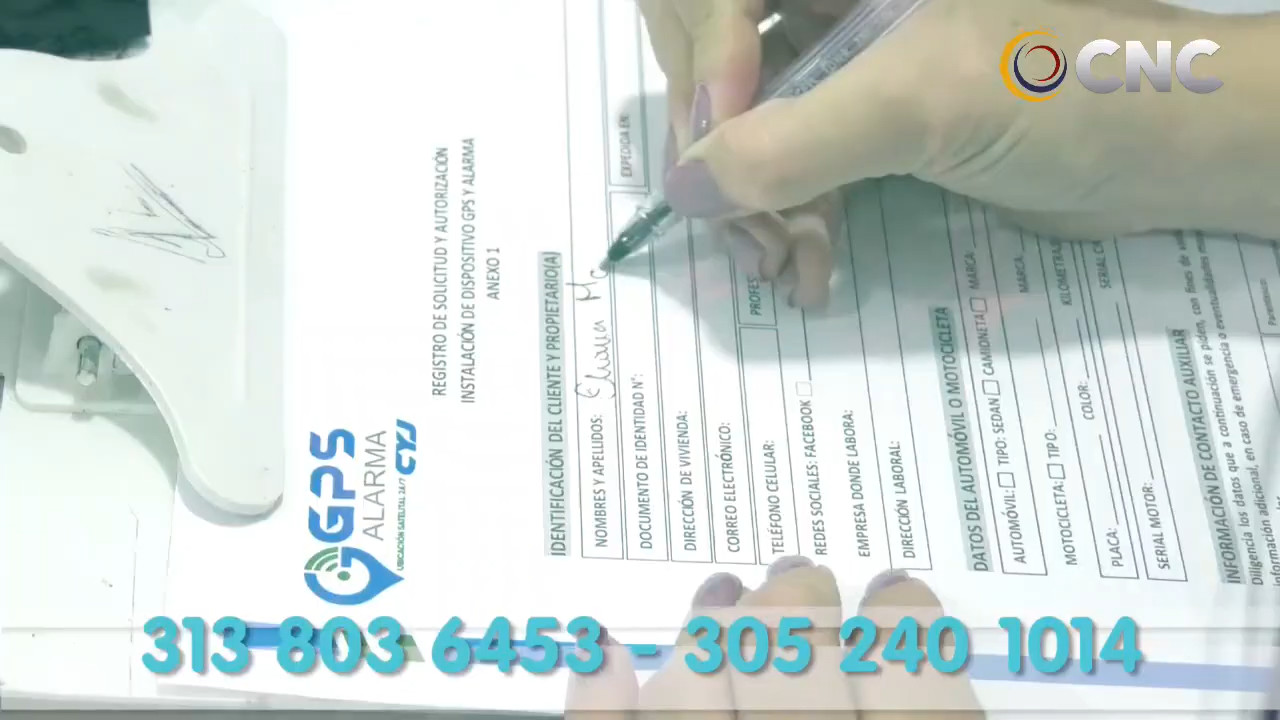 CNC
GPS
ALARMA
CYJ
UBICACIÓN SATELITAL 24/7
REGISTRO DE SOLICITUD Y AUTORIZACIÓN
INSTALACIÓN DE DISPOSITIVO GPS Y ALARMA
ANEXO 1
IDENTIFICACIÓN DEL CLIENTE Y PROPIETARIO(A)
NOMBRES Y APELLIDOS:
DOCUMENTO DE IDENTIDAD N°: EXPEDIDA EN:
DIRECCIÓN DE VIVIENDA:
CORREO ELECTRÓNICO:
TELÉFONO CELULAR: PROFES
REDES SOCIALES: FACEBOOK
EMPRESA DONDE LABORA:
DIRECCIÓN LABORAL:
DATOS DEL AUTOMÓVIL O MOTOCICLETA
AUTOMÓVIL: TIPO: SEDAN CAMIONETA MARCA:
MOTOCICLETA: TIPO: MARCA:
PLACA: COLOR: KILOMETRAJ
SERIAL MOTOR: SERIAL CA
INFORMACIÓN DE CONTACTO AUXILIAR
Diligencia los datos que a continuación se piden, con fines de
información adicional, en caso de emergencia o eventualidades
Parentesco
313 803 6453 - 305 240 1014